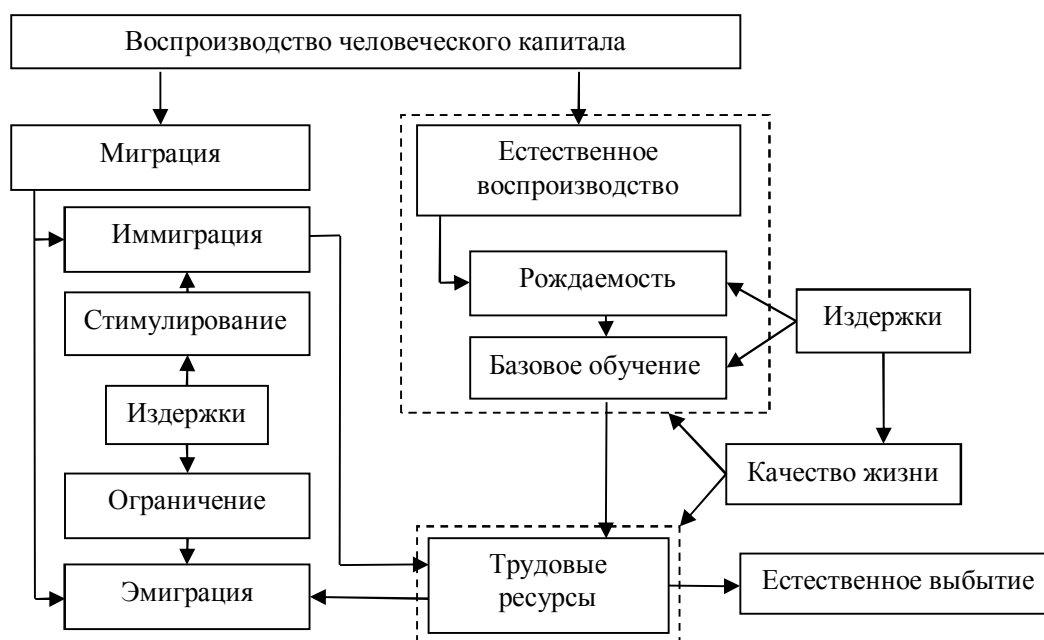 Воспроизводство человеческого капитала
Миграция
Естественное
воспроизводство
Иммиграция
Рождаемость
Стимулирование
Издержки
Базовое обучение
Издержки
Качество жизни
Ограничение
Трудовые
ресурсы
Эмиграция
Естественное выбытие